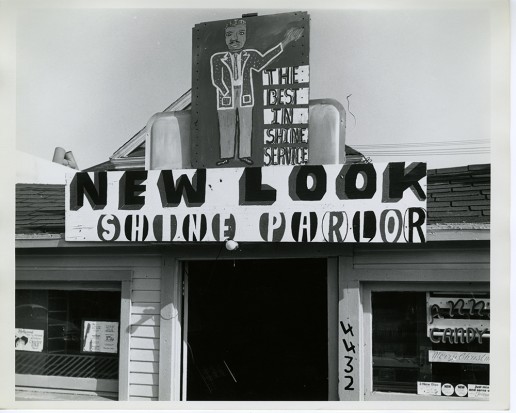 THE
BEST
IN
SHINE
SERVICE
NEW LOOK
SHINE PARLOR
4432
CANDY